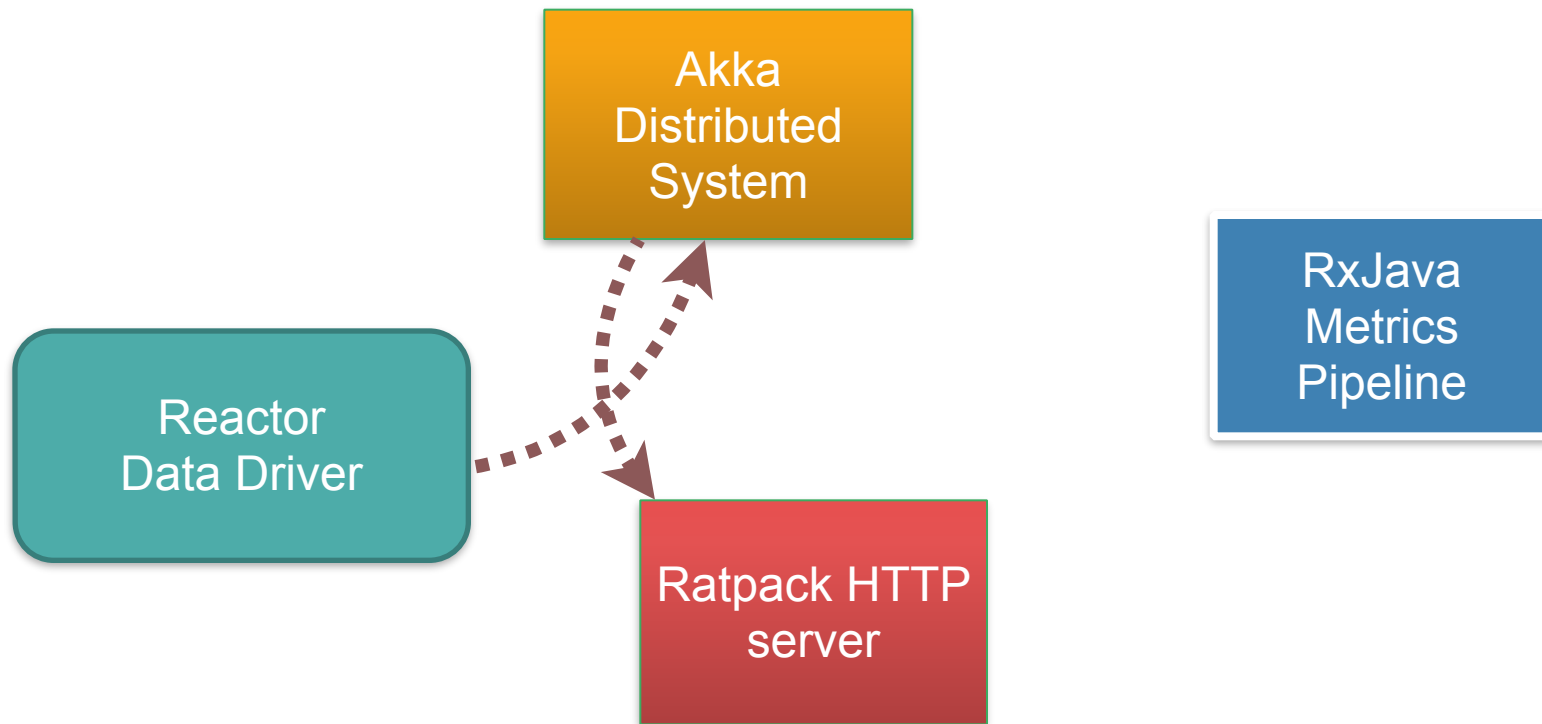 Akka
Distributed
System
RxJava
Metrics
Pipeline
Reactor
Data Driver
Ratpack HTTP
server